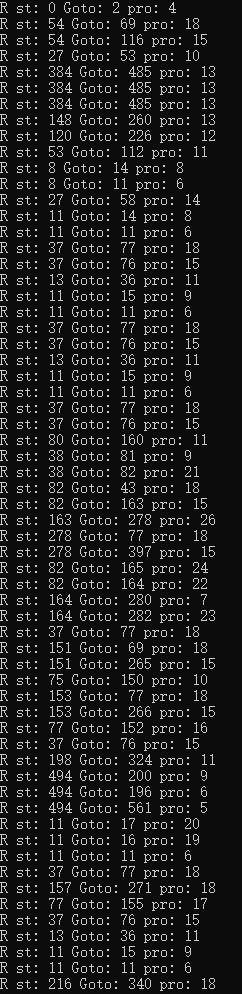 R st: 0 Goto: 2 pro: 4
R st: 54 Goto: 69 pro: 18
R st: 54 Goto: 116 pro: 15
R st: 27 Goto: 53 pro: 10
R st: 384 Goto: 485 pro: 13
R st: 384 Goto: 485 pro: 13
R st: 384 Goto: 485 pro: 13
R st: 148 Goto: 260 pro: 13
R st: 120 Goto: 226 pro: 12
R st: 53 Goto: 112 pro: 11
R st: 8 Goto: 14 pro: 8
R st: 8 Goto: 11 pro: 6
R st: 27 Goto: 58 pro: 14
R st: 11 Goto: 14 pro: 8
R st: 11 Goto: 11 pro: 6
R st: 37 Goto: 77 pro: 18
R st: 37 Goto: 76 pro: 15
R st: 13 Goto: 36 pro: 11
R st: 11 Goto: 15 pro: 9
R st: 11 Goto: 11 pro: 6
R st: 37 Goto: 77 pro: 18
R st: 37 Goto: 76 pro: 15
R st: 13 Goto: 36 pro: 11
R st: 11 Goto: 15 pro: 9
R st: 11 Goto: 11 pro: 6
R st: 37 Goto: 77 pro: 18
R st: 37 Goto: 76 pro: 15
R st: 80 Goto: 160 pro: 11
R st: 38 Goto: 81 pro: 9
R st: 38 Goto: 82 pro: 21
R st: 82 Goto: 43 pro: 18
R st: 82 Goto: 163 pro: 15
R st: 163 Goto: 278 pro: 26
R st: 278 Goto: 77 pro: 18
R st: 278 Goto: 397 pro: 15
R st: 82 Goto: 165 pro: 24
R st: 82 Goto: 164 pro: 22
R st: 164 Goto: 280 pro: 7
R st: 164 Goto: 282 pro: 23
R st: 37 Goto: 77 pro: 18
R st: 151 Goto: 69 pro: 18
R st: 151 Goto: 265 pro: 15
R st: 75 Goto: 150 pro: 10
R st: 153 Goto: 77 pro: 18
R st: 153 Goto: 266 pro: 15
R st: 77 Goto: 152 pro: 16
R st: 37 Goto: 76 pro: 15
R st: 198 Goto: 324 pro: 11
R st: 494 Goto: 200 pro: 9
R st: 494 Goto: 196 pro: 6
R st: 494 Goto: 561 pro: 5
R st: 11 Goto: 17 pro: 20
R st: 11 Goto: 16 pro: 19
R st: 11 Goto: 11 pro: 6
R st: 37 Goto: 77 pro: 18
R st: 157 Goto: 271 pro: 18
R st: 77 Goto: 155 pro: 17
R st: 37 Goto: 76 pro: 15
R st: 13 Goto: 36 pro: 11
R st: 11 Goto: 15 pro: 9
R st: 11 Goto: 11 pro: 6
R st: 216 Goto: 340 pro: 18